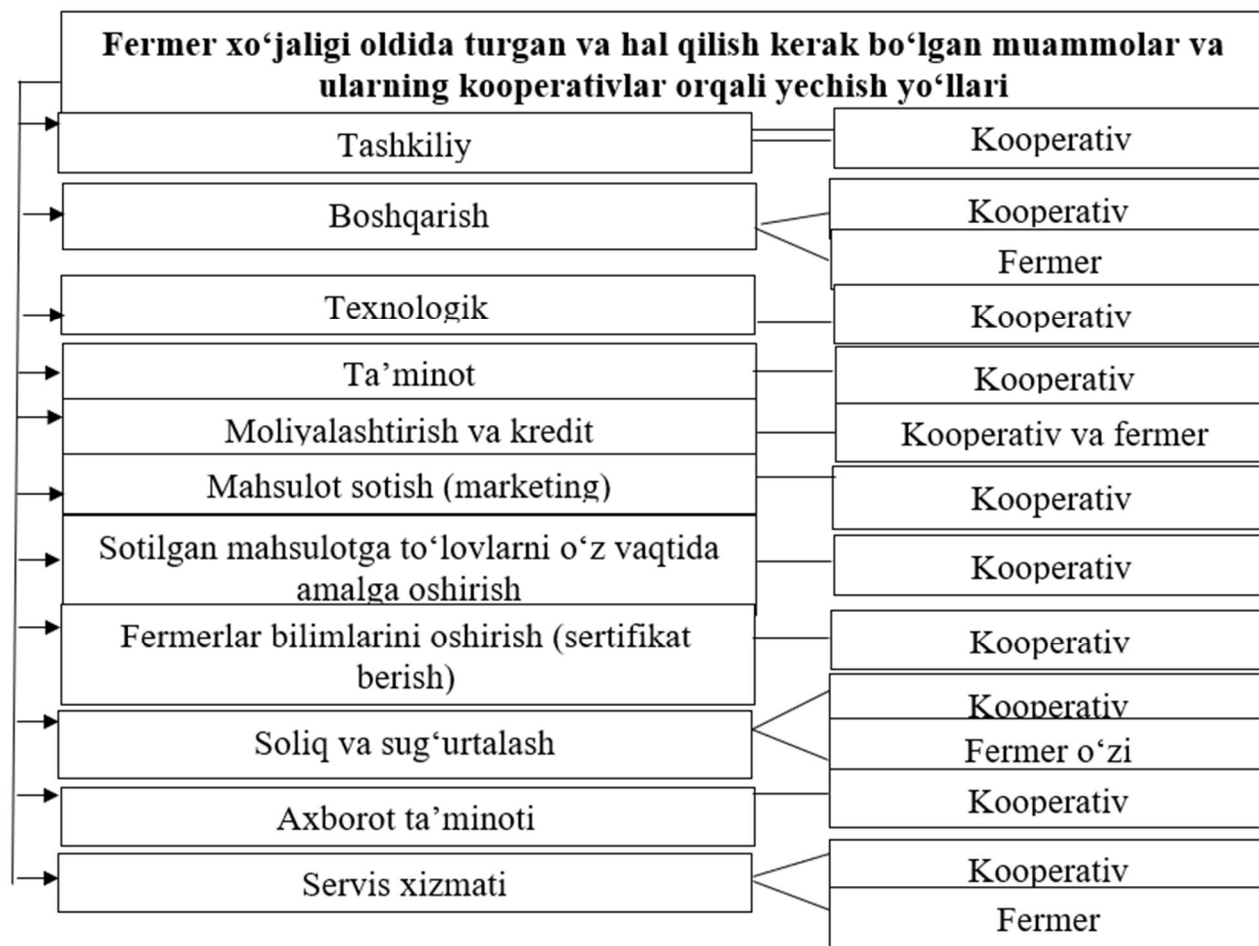 Fermer xo‘jaligi oldida turgan va hal qilish kerak bo‘lgan muammolar va
ularning kooperativlar orqali yechish yo‘llari
Tashkiliy
Kooperativ
Boshqarish
Kooperativ
Fermer
Texnologik
Kooperativ
Ta’minot
Kooperativ
Moliyalashtirish va kredit
Kooperativ va fermer
Mahsulot sotish (marketing)
Kooperativ
Sotilgan mahsulotga to‘lovlarni o‘z vaqtida
amalga oshirish
Kooperativ
Fermerlar bilimlarini oshirish (sertifikat
berish)
Kooperativ
Soliq va sug‘urtalash
Kooperativ
Fermer o‘zi
Axborot ta’minoti
Kooperativ
Servis xizmati
Kooperativ
Fermer